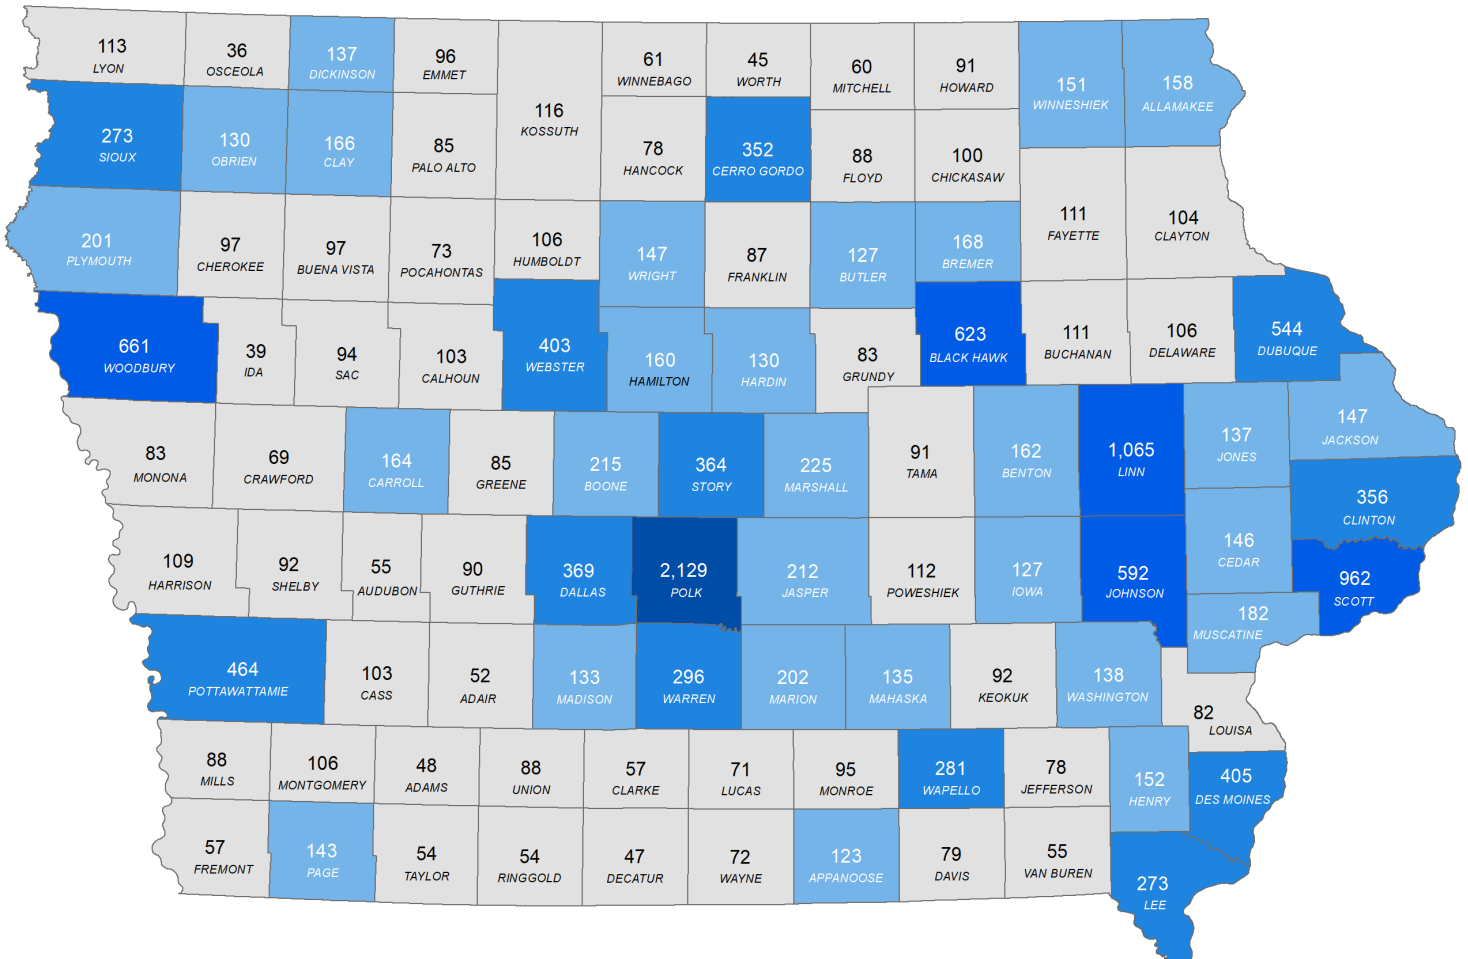 113
LYON
36
OSCEOLA
137
DICKINSON
96
EMMET
116
KOSSUTH
61
WINNEBAGO
45
WORTH
60
MITCHELL
91
HOWARD
151
WINNESHIEK
158
ALLAMAKEE
273
SIOUX
130
OBRIEN
166
CLAY
85
PALO ALTO
78
HANCOCK
352
CERRO GORDO
88
FLOYD
100
CHICKASAW
111
FAYETTE
104
CLAYTON
201
PLYMOUTH
97
CHEROKEE
97
BUENA VISTA
73
POCAHONTAS
106
HUMBOLDT
147
WRIGHT
87
FRANKLIN
127
BUTLER
168
BREMER
661
WOODBURY
39
IDA
94
SAC
103
CALHOUN
403
WEBSTER
160
HAMILTON
130
HARDIN
83
GRUNDY
623
BLACK HAWK
111
BUCHANAN
106
DELAWARE
544
DUBUQUE
83
MONONA
69
CRAWFORD
164
CARROLL
85
GREENE
215
BOONE
364
STORY
225
MARSHALL
91
TAMA
162
BENTON
1,065
LINN
137
JONES
147
JACKSON
356
CLINTON
109
HARRISON
92
SHELBY
55
AUDUBON
90
GUTHRIE
369
DALLAS
2,129
POLK
212
JASPER
112
POWESHIEK
127
IOWA
592
JOHNSON
146
CEDAR
962
SCOTT
182
MUSCATINE
464
POTTAWATTAMIE
103
CASS
52
ADAIR
133
MADISON
296
WARREN
202
MARION
135
MAHASKA
92
KEOKUK
138
WASHINGTON
82
LOUISA
88
MILLS
106
MONTGOMERY
48
ADAMS
88
UNION
57
CLARKE
71
LUCAS
95
MONROE
281
WAPELLO
78
JEFFERSON
152
HENRY
405
DES MOINES
57
FREMONT
143
PAGE
54
TAYLOR
54
RINGGOLD
47
DECATUR
72
WAYNE
123
APPANOOSE
79
DAVIS
55
VAN BUREN
273
LEE